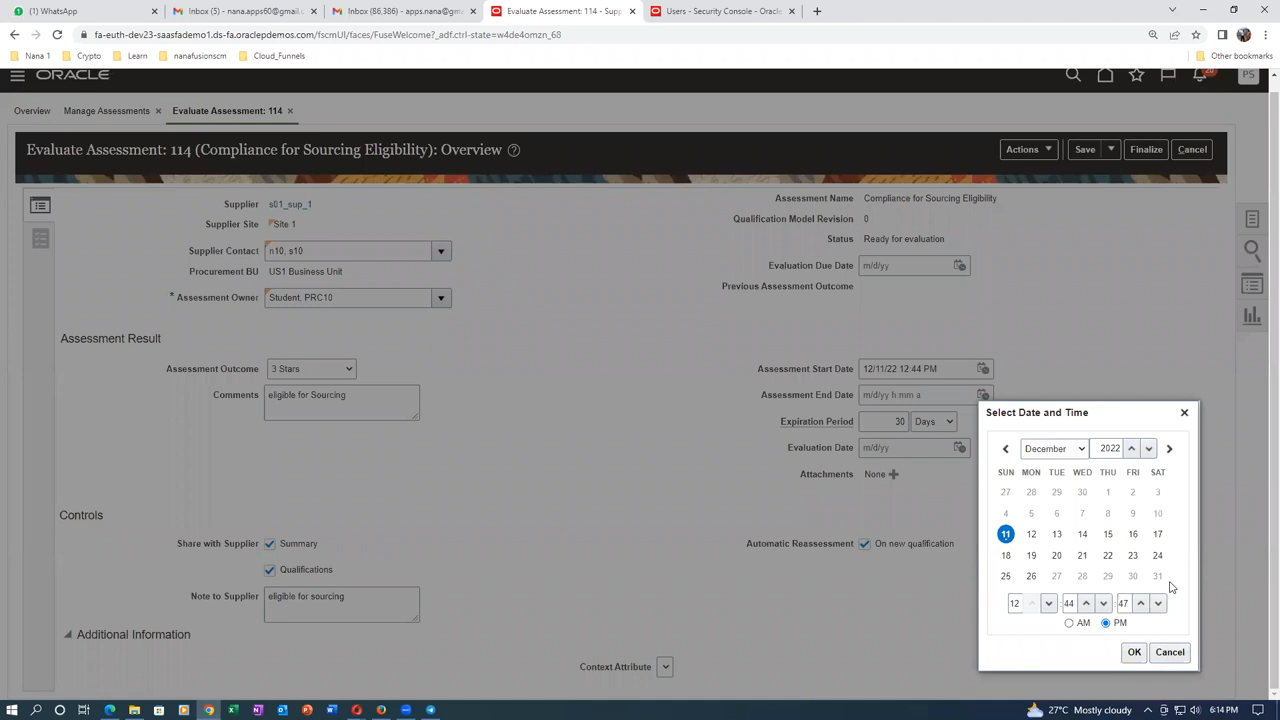 WhatsApp
Inbox (5) - nana.apps60@gmail.c
Inbox (86,386) - apps.nana@gma
Evaluate Assessment: 114 - Supp
Users - Security Console - Oracle
fa-euth-dev23-saasfademo1.ds-fa.oraclepdemos.com/fscmUI/faces/FuseWelcome?_adf.ctrl-state=w4de4omzn_68
Nana 1
Crypto
Learn
nanafusionscm
Cloud_Funnels
Other bookmarks
ORACLE
PS
Overview
Manage Assessments
Evaluate Assessment: 114
Evaluate Assessment: 114 (Compliance for Sourcing Eligibility): Overview
Actions
Save
Finalize
Cancel
Supplier s01_sup_1
Supplier Site Site 1
Supplier Contact n10, s10
Procurement BU US1 Business Unit
* Assessment Owner Student, PRC10
Assessment Name Compliance for Sourcing Eligibility
Qualification Model Revision 0
Status Ready for evaluation
Evaluation Due Date m/d/yy
Previous Assessment Outcome
Assessment Result
Assessment Outcome 3 Stars
Comments eligible for Sourcing
Assessment Start Date 12/11/22 12:44 PM
Assessment End Date m/d/yy h:mm a
Expiration Period 30 Days
Evaluation Date m/d/yy
Attachments None
Controls
Share with Supplier Summary
Qualifications
Note to Supplier eligible for sourcing
Automatic Reassessment On new qualification
Additional Information
Context Attribute
Select Date and Time
December 2022
SUN MON TUE WED THU FRI SAT
27 28 29 30 1 2 3
4 5 6 7 8 9 10
11 12 13 14 15 16 17
18 19 20 21 22 23 24
25 26 27 28 29 30 31
12 44 47
AM PM
OK Cancel
27°C Mostly cloudy
6:14 PM